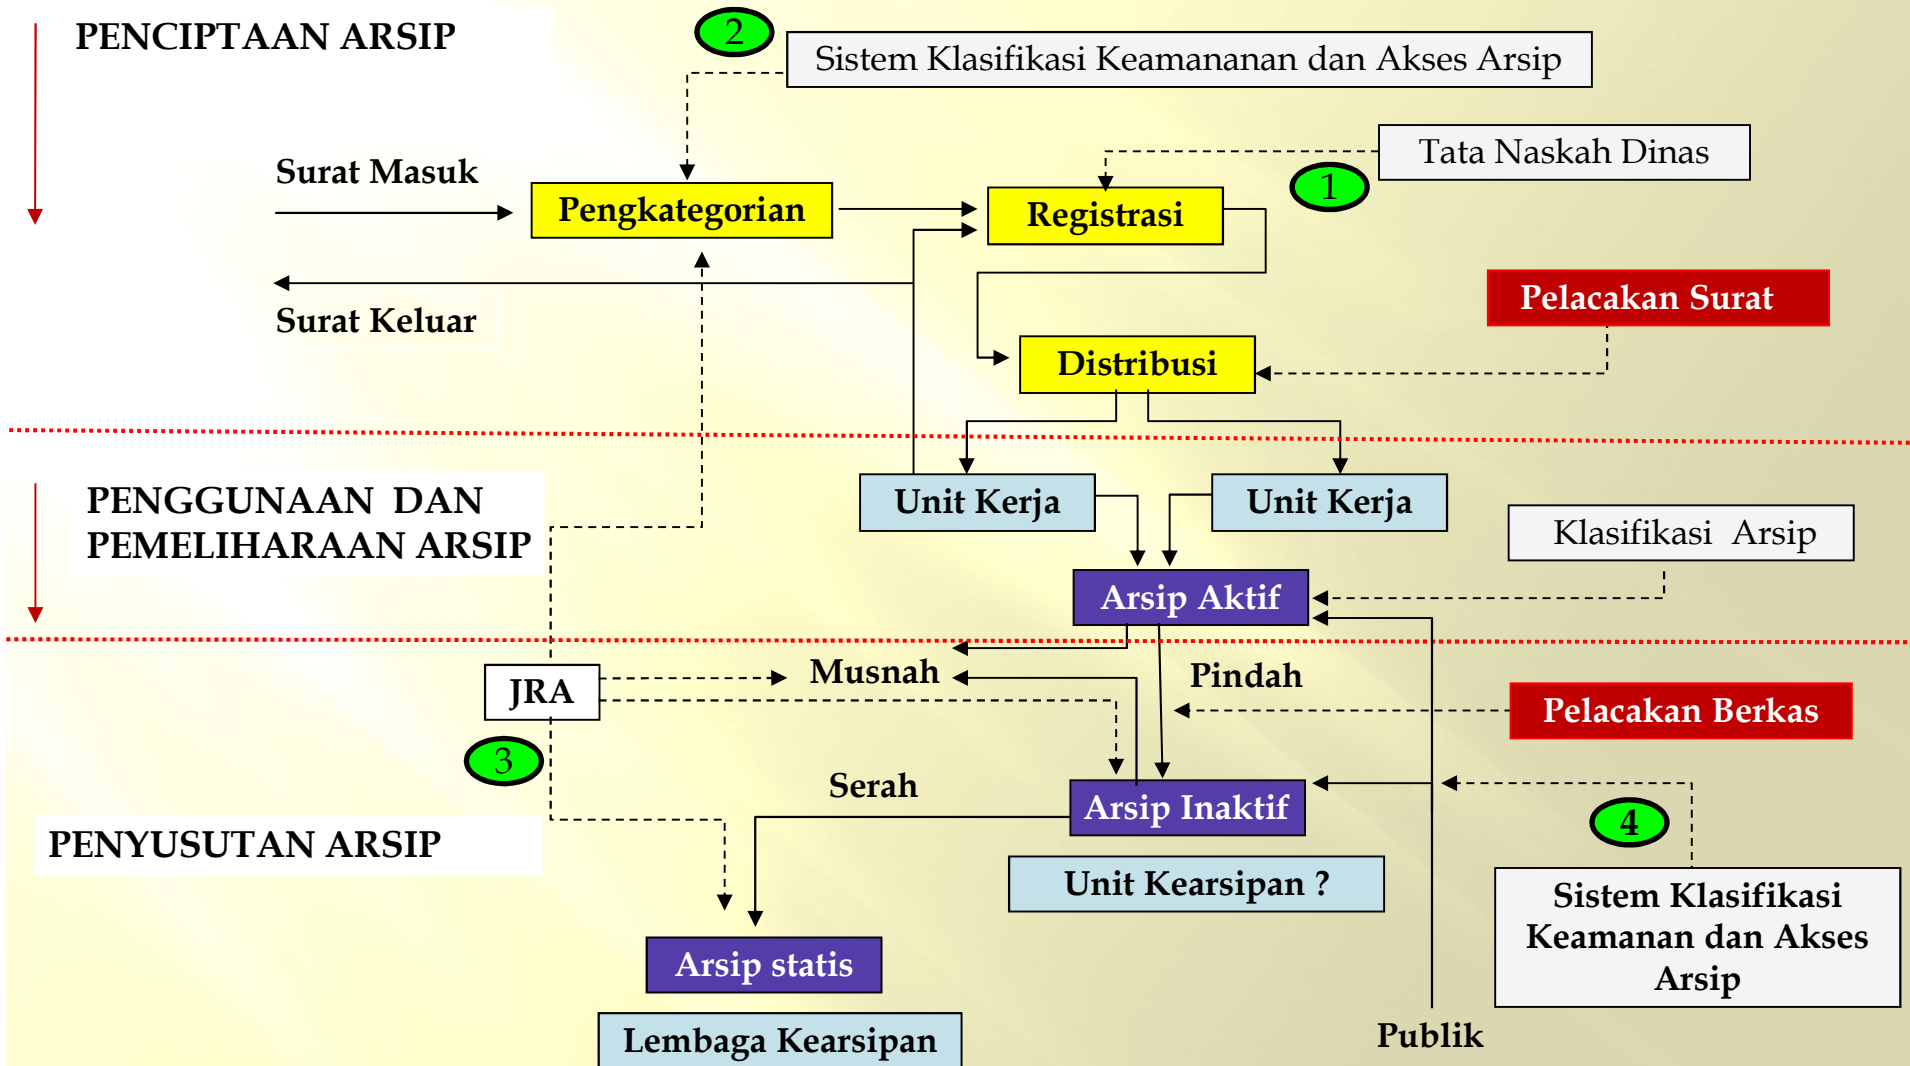 PENCIPTAAN ARSIP
2
Sistem Klasifikasi Keamananan dan Akses Arsip
Tata Naskah Dinas
1
Surat Masuk
Pengkategorian
Registrasi
Surat Keluar
Pelacakan Surat
Distribusi
PENGGUNAAN DAN
PEMELIHARAAN ARSIP
Unit Kerja
Unit Kerja
Klasifikasi Arsip
Arsip Aktif
JRA
Musnah
Pindah
Pelacakan Berkas
3
Serah
Arsip Inaktif
4
PENYUSUTAN ARSIP
Unit Kearsipan ?
Sistem Klasifikasi
Keamanan dan Akses
Arsip
Arsip statis
Lembaga Kearsipan
Publik